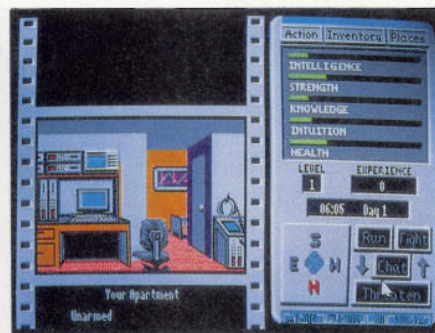 Action Inventory Places
INTELLIGENCE
STRENGTH
KNOWLEDGE
INTUITION
HEALTH
LEVEL EXPERIENCE
1 0
06:05 Day 1
S
E W
N
Run Fight
Chat
Threaten
Your Apartment
Unarmed